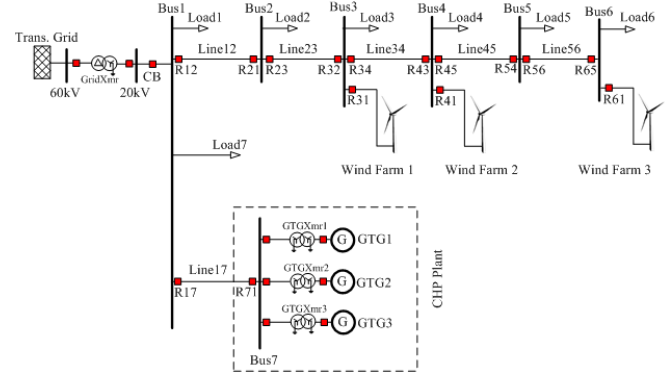 Bus1
Bus2
Bus3
Bus4
Bus5
Bus6
Load1
Load2
Load3
Load4
Load5
Load6
Trans. Grid
Line12
Line23
Line34
Line45
Line56
GridXmr
CB
R12
R21
R23
R32
R34
R43
R45
R54
R56
R65
60kV
20kV
R31
R41
R61
Load7
Wind Farm 1
Wind Farm 2
Wind Farm 3
GTGXmr1
G
GTG1
Line17
GTGXmr2
G
GTG2
R17
R71
GTGXmr3
G
GTG3
CHP Plant
Bus7